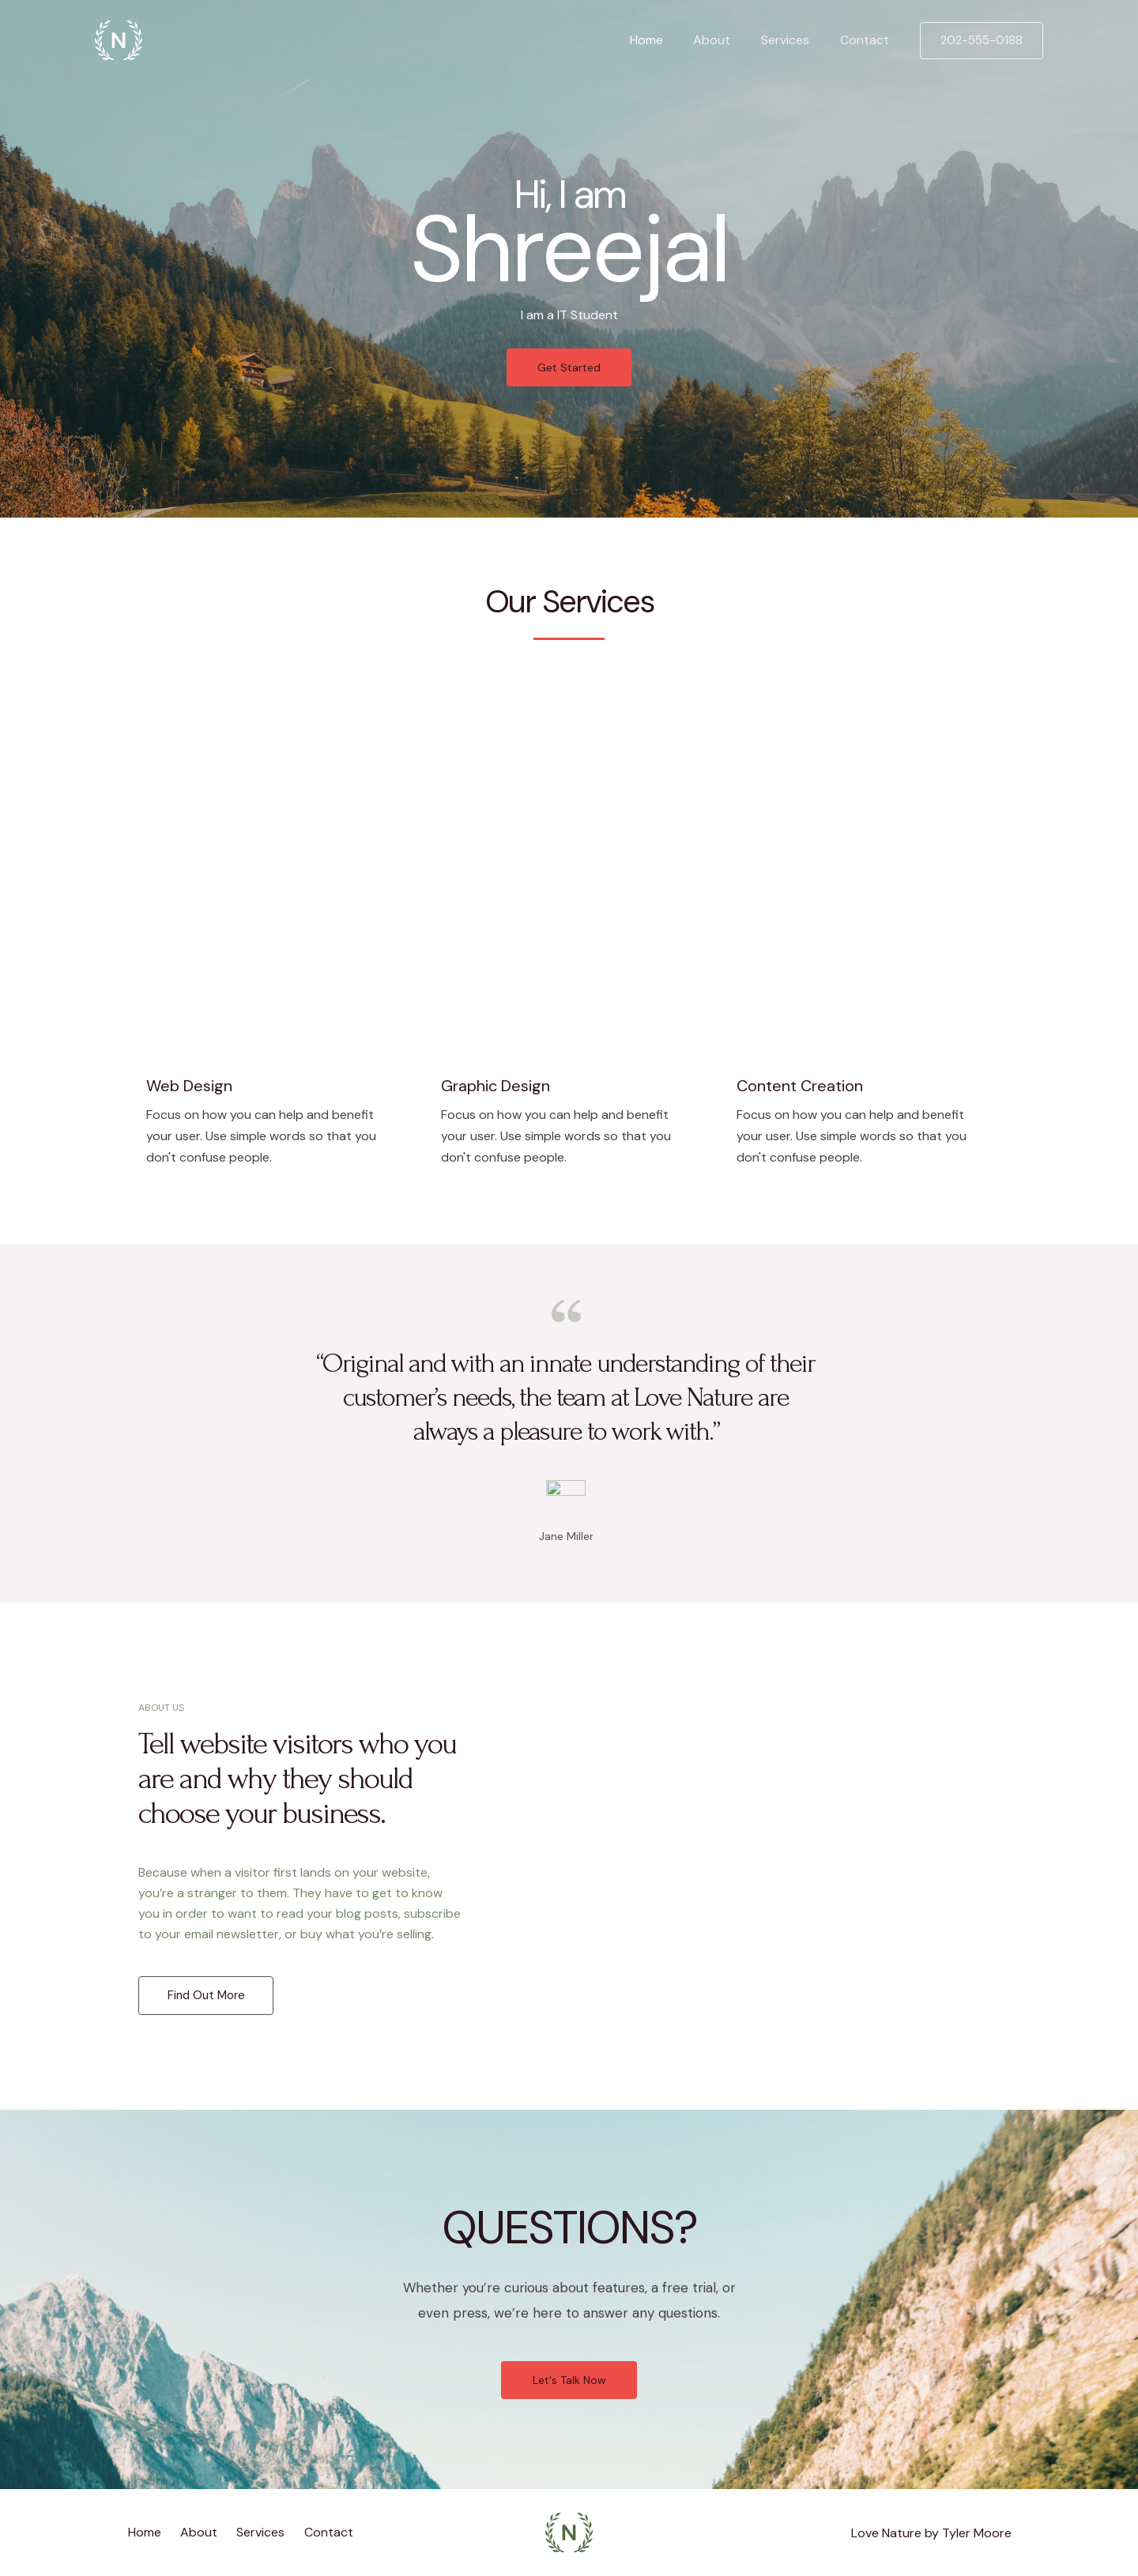 N
Home About Services Contact 202-555-0188
Hi, I am
Shreejal
I am a IT Student
Get Started
Our Services
Web Design
Focus on how you can help and benefit
your user. Use simple words so that you
don't confuse people.
Graphic Design
Focus on how you can help and benefit
your user. Use simple words so that you
don't confuse people.
Content Creation
Focus on how you can help and benefit
your user. Use simple words so that you
don't confuse people.
“Original and with an innate understanding of their
customer’s needs, the team at Love Nature are
always a pleasure to work with.”
Jane Miller
ABOUT US
Tell website visitors who you
are and why they should
choose your business.
Because when a visitor first lands on your website,
you’re a stranger to them. They have to get to know
you in order to want to read your blog posts, subscribe
to your email newsletter, or buy what you’re selling.
Find Out More
QUESTIONS?
Whether you’re curious about features, a free trial, or
even press, we’re here to answer any questions.
Let's Talk Now
Home About Services Contact
N
Love Nature by Tyler Moore